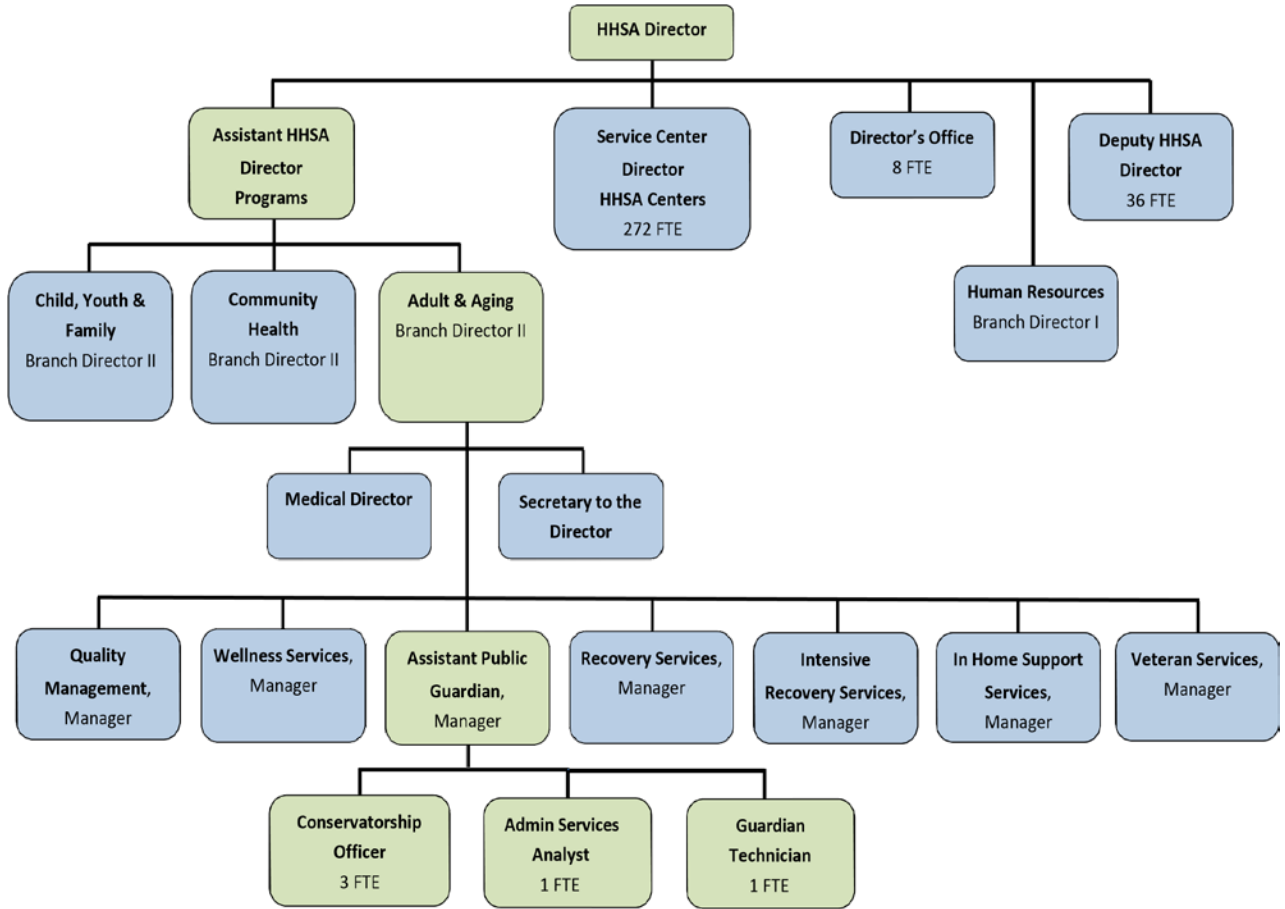 HHSA Director
Assistant HHSA
Director
Programs
Service Center
Director
HHSA Centers
272 FTE
Director’s Office
8 FTE
Deputy HHSA
Director
36 FTE
Human Resources
Branch Director I
Child, Youth &
Family
Branch Director II
Community
Health
Branch Director II
Adult & Aging
Branch Director II
Medical Director
Secretary to the
Director
Quality
Management,
Manager
Wellness Services,
Manager
Assistant Public
Guardian,
Manager
Recovery Services,
Manager
Intensive
Recovery Services,
Manager
In Home Support
Services,
Manager
Veteran Services,
Manager
Conservatorship
Officer
3 FTE
Admin Services
Analyst
1 FTE
Guardian
Technician
1 FTE